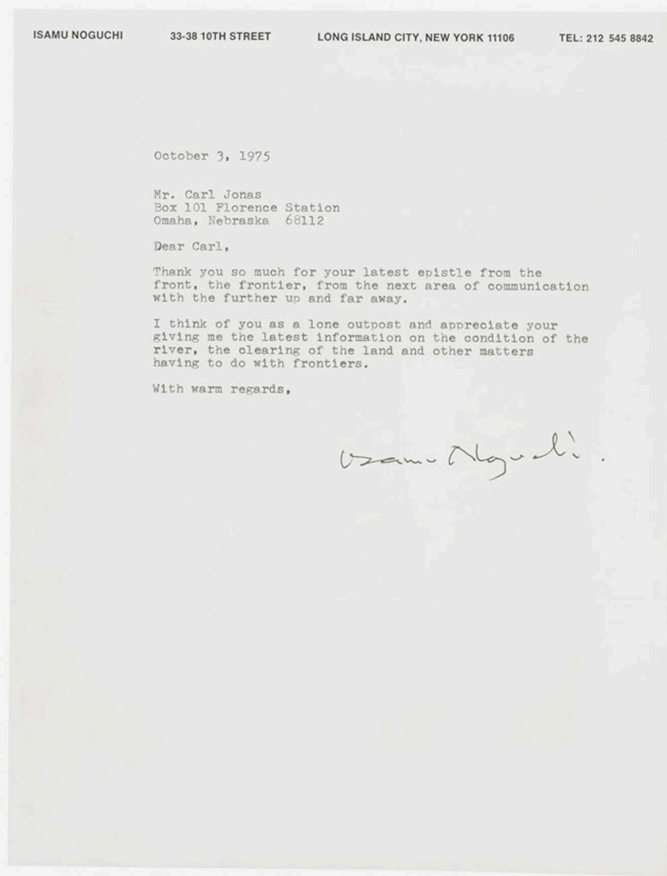 ISAMU NOGUCHI 33-38 10TH STREET LONG ISLAND CITY, NEW YORK 11106 TEL: 212 545 8842
October 3, 1975
Mr. Carl Jonas
Box 101 Florence Station
Omaha, Nebraska 68112
Dear Carl,
Thank you so much for your latest epistle from the
front, the frontier, from the next area of communication
with the further up and far away.
I think of you as a lone outpost and appreciate your
giving me the latest information on the condition of the
river, the clearing of the land and other matters
having to do with frontiers.
With warm regards,
Isamu Noguchi.